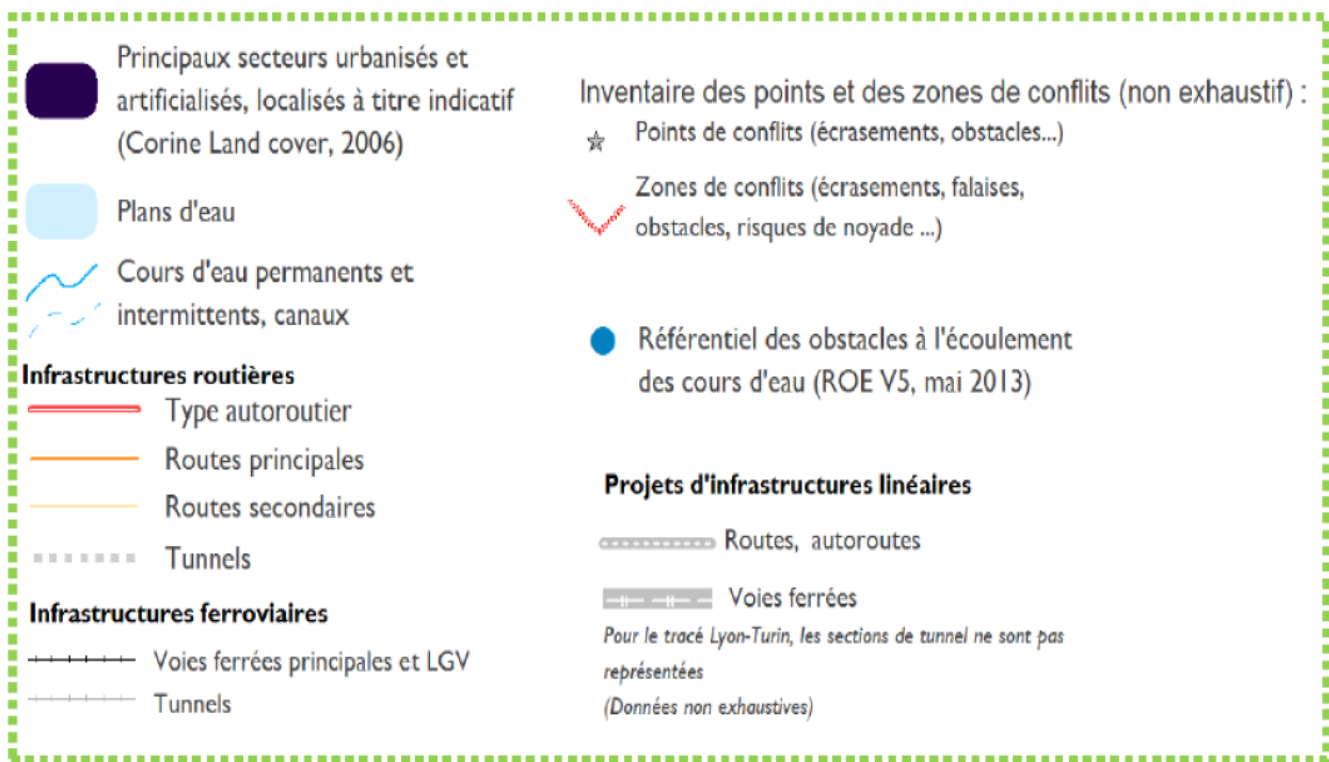 Principaux secteurs urbanisés et
artificialisés, localisés à titre indicatif
(Corine Land cover, 2006)
Plans d'eau
Cours d'eau permanents et
intermittents, canaux
Infrastructures routières
Type autoroutier
Routes principales
Routes secondaires
Tunnels
Infrastructures ferroviaires
Voies ferrées principales et LGV
Tunnels
Inventaire des points et des zones de conflits (non exhaustif) :
Points de conflits (écrasements, obstacles...)
Zones de conflits (écrasements, falaises,
obstacles, risques de noyade ...)
Référentiel des obstacles à l'écoulement
des cours d'eau (ROE V5, mai 2013)
Projets d'infrastructures linéaires
Routes, autoroutes
Voies ferrées
Pour le tracé Lyon-Turin, les sections de tunnel ne sont pas
représentées
(Données non exhaustives)